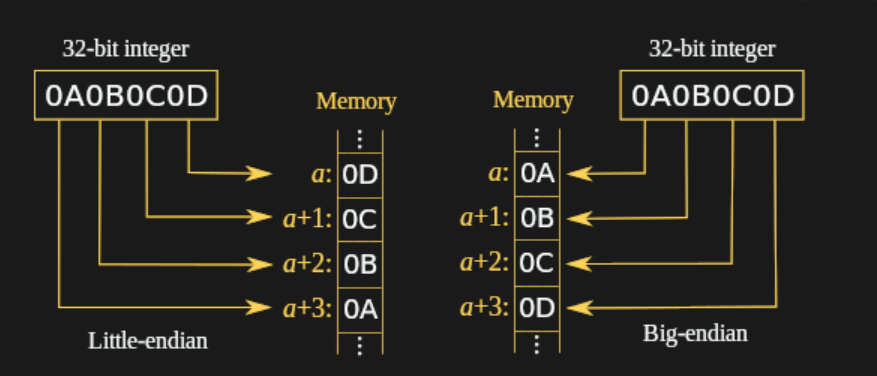 32-bit integer
0A0B0C0D
Memory
⋮
a: 0D
a+1: 0C
a+2: 0B
a+3: 0A
⋮
Little-endian
32-bit integer
0A0B0C0D
Memory
⋮
a: 0A
a+1: 0B
a+2: 0C
a+3: 0D
⋮
Big-endian